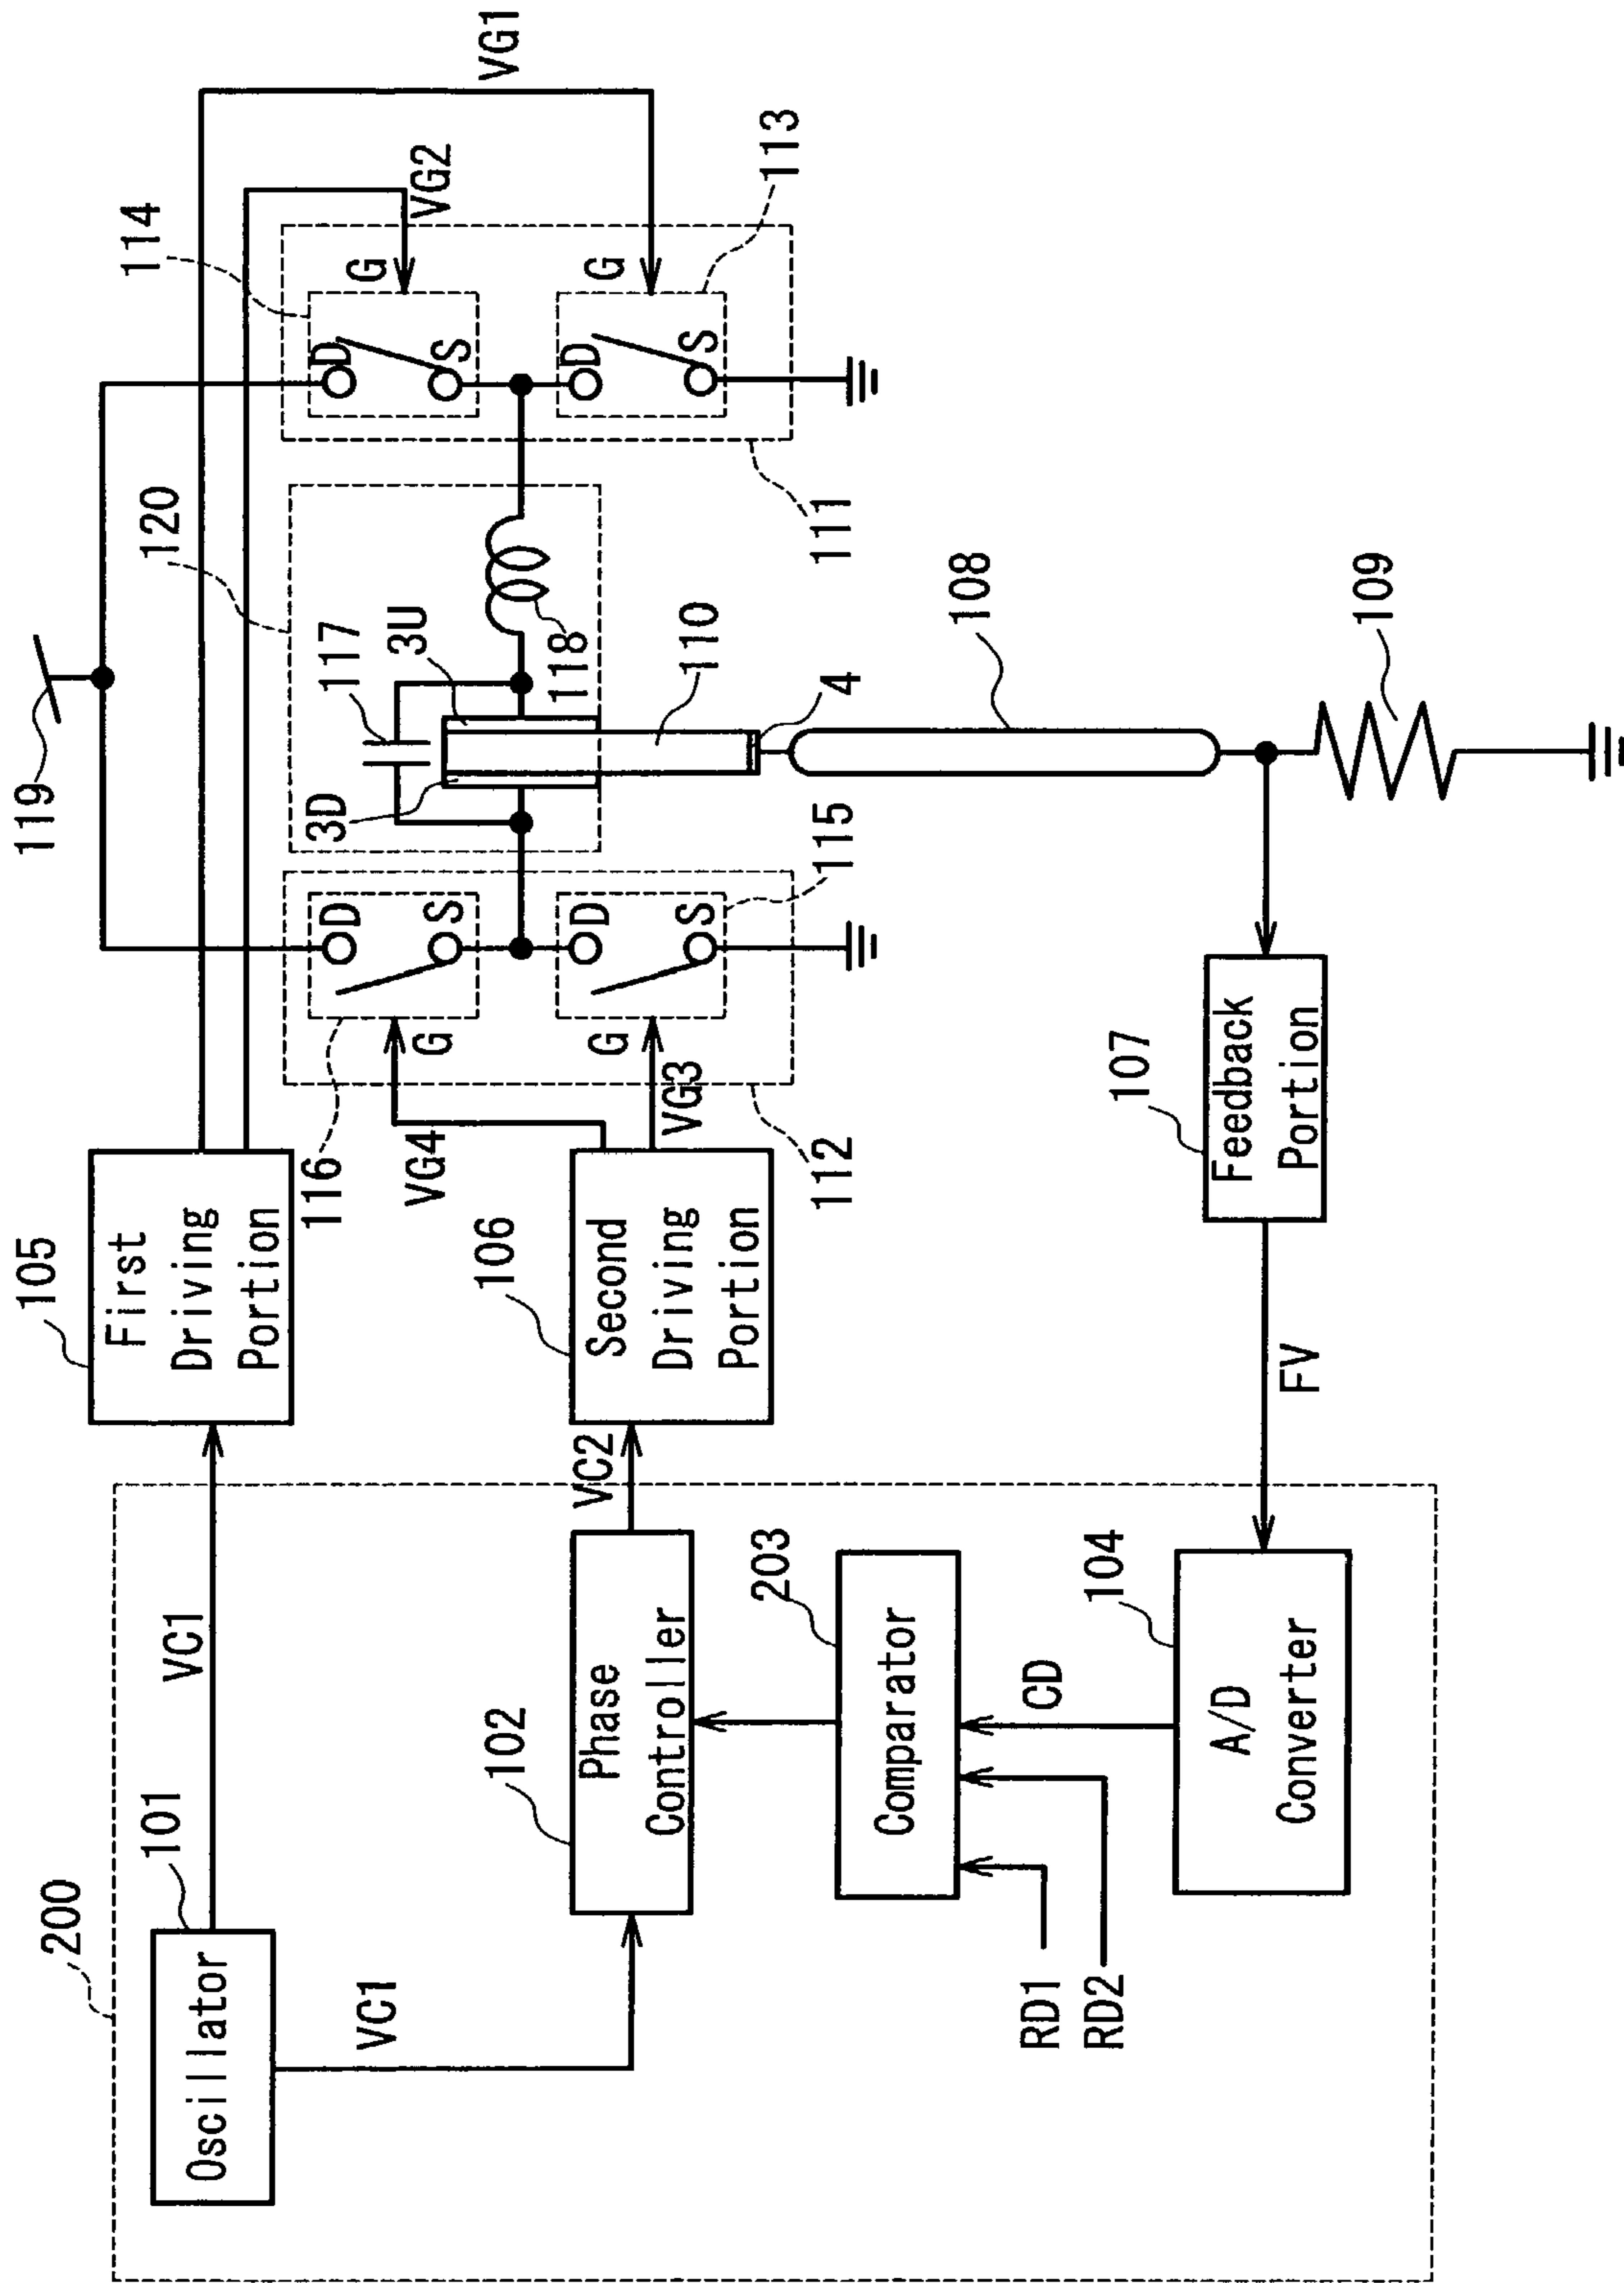 200
101
Oscillator
VC1
VC1
105
First
Driving
Portion
119
120
114
VG1
VG2
G
D
S
G
D
S
113
111
117
3U
3D
118
110
4
115
D
S
D
S
G
G
116
VG4
VG3
112
106
Second
Driving
Portion
VC2
102
Phase
Controller
203
Comparator
RD1
RD2
CD
104
A/D
Converter
FV
107
Feedback
Portion
108
109